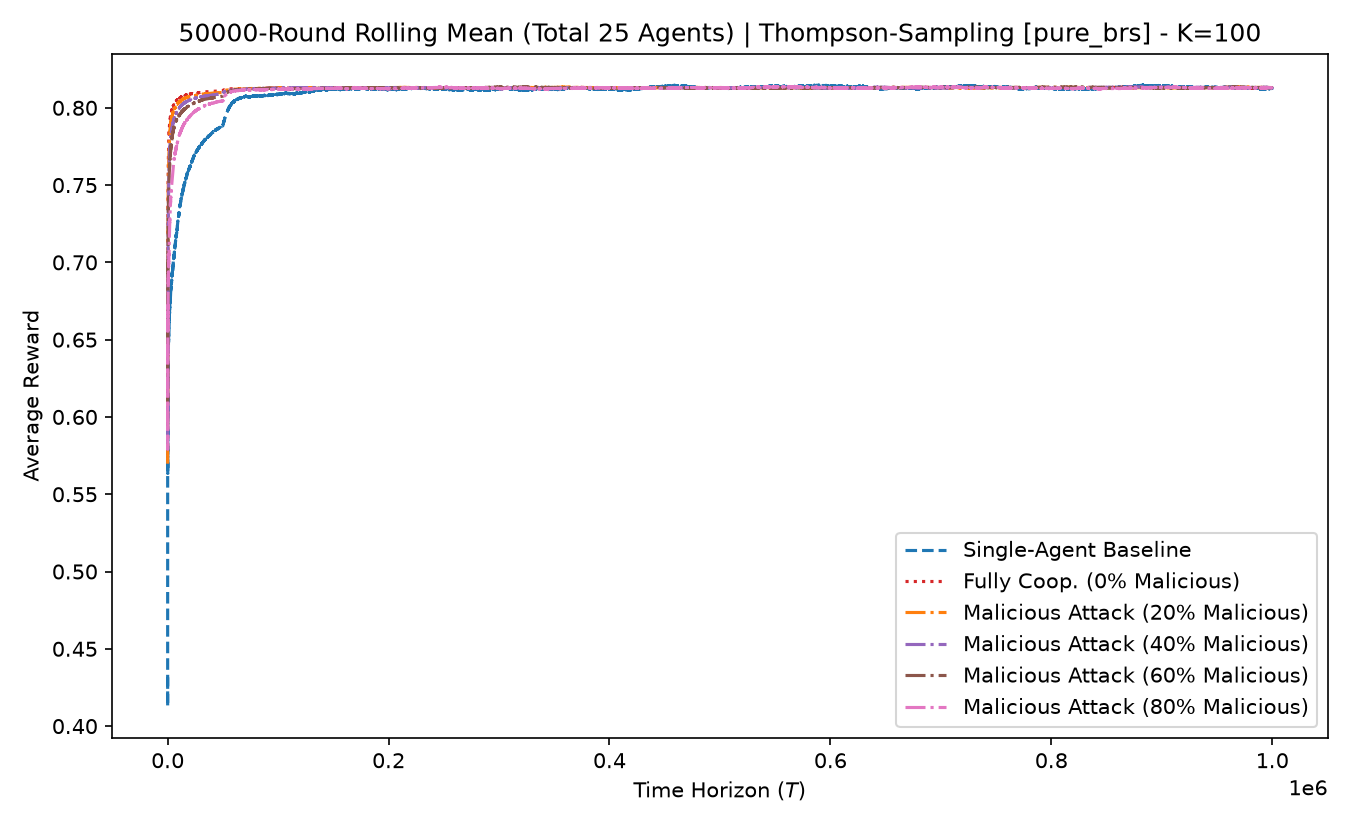 50000-Round Rolling Mean (Total 25 Agents) | Thompson-Sampling [pure_brs] - K=100
Average Reward
0.80
0.75
0.70
0.65
0.60
0.55
0.50
0.45
0.40
Single-Agent Baseline
Fully Coop. (0% Malicious)
Malicious Attack (20% Malicious)
Malicious Attack (40% Malicious)
Malicious Attack (60% Malicious)
Malicious Attack (80% Malicious)
0.0 0.2 0.4 0.6 0.8 1.0
1e6
Time Horizon (T)